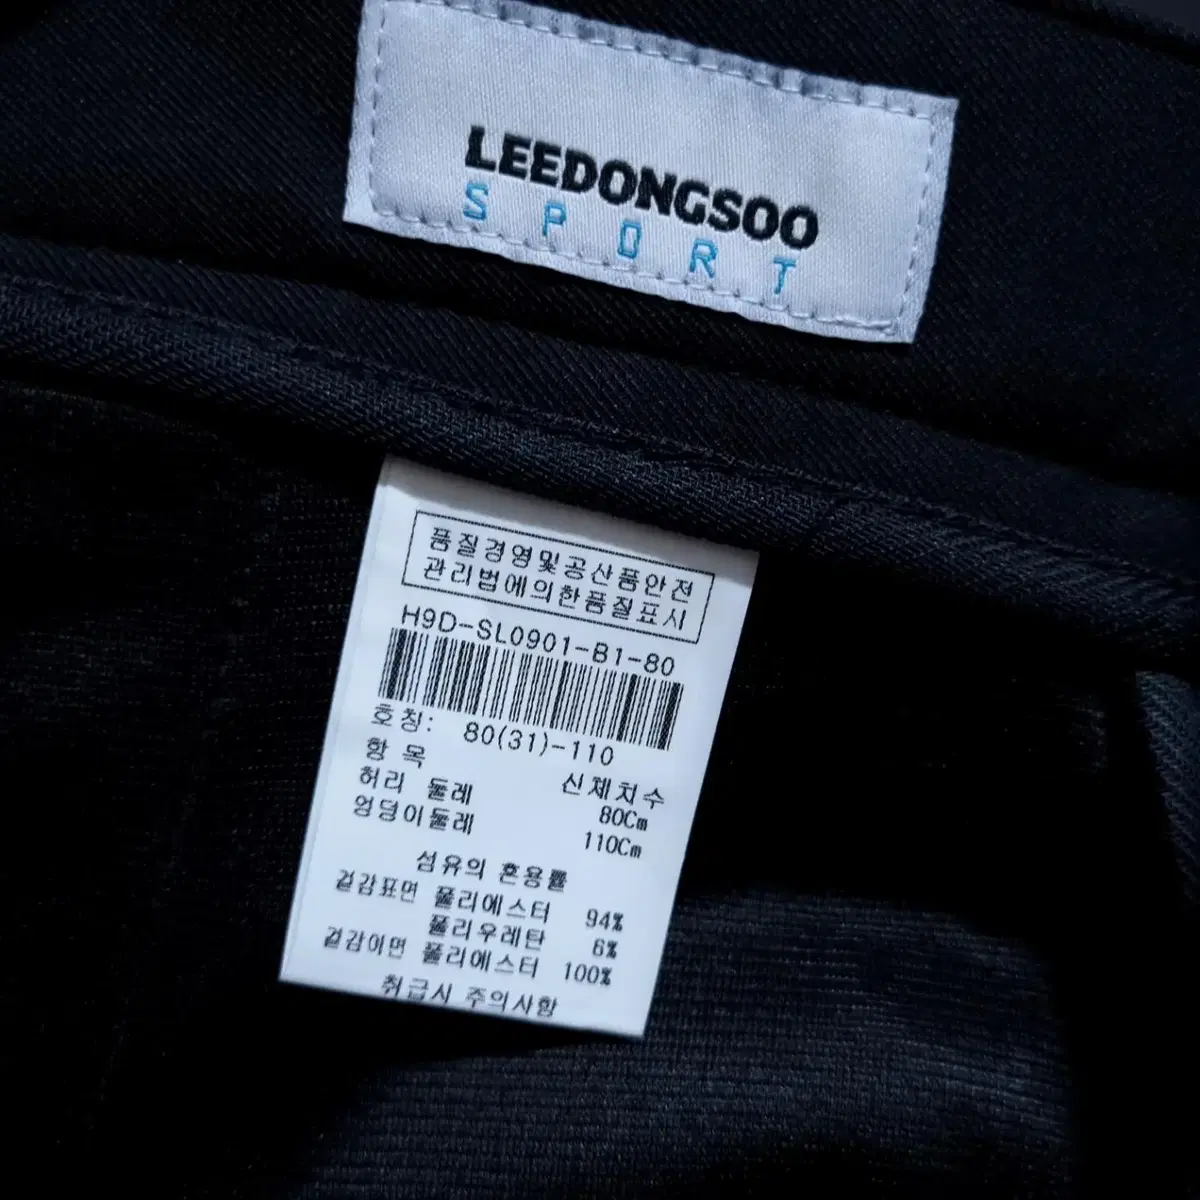 LEEDONGSOO
SPORT
품질경영및공산품안전
관리법에의한품질표시
H9D-SL0901-B1-80
호칭: 80(31)-110
항 목 신체치수
허리 둘레 80Cm
엉덩이둘레 110Cm
섬유의 혼용률
겉감표면 폴리에스터 94%
폴리우레탄 6%
겉감이면 폴리에스터 100%
취급시 주의사항